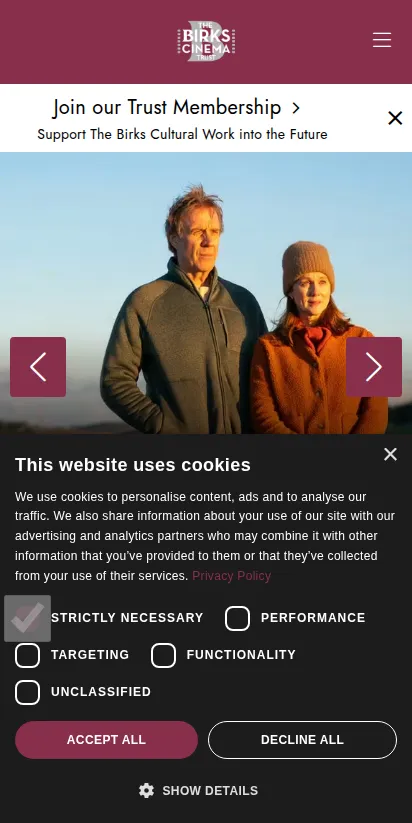 THE
BIRKS
CINEMA
TRUST
Join our Trust Membership
Support The Birks Cultural Work into the Future
This website uses cookies
We use cookies to personalise content, ads and to analyse our
traffic. We also share information about your use of our site with our
advertising and analytics partners who may combine it with other
information that you’ve provided to them or that they’ve collected
from your use of their services. Privacy Policy
STRICTLY NECESSARY PERFORMANCE
TARGETING FUNCTIONALITY
UNCLASSIFIED
ACCEPT ALL DECLINE ALL
SHOW DETAILS